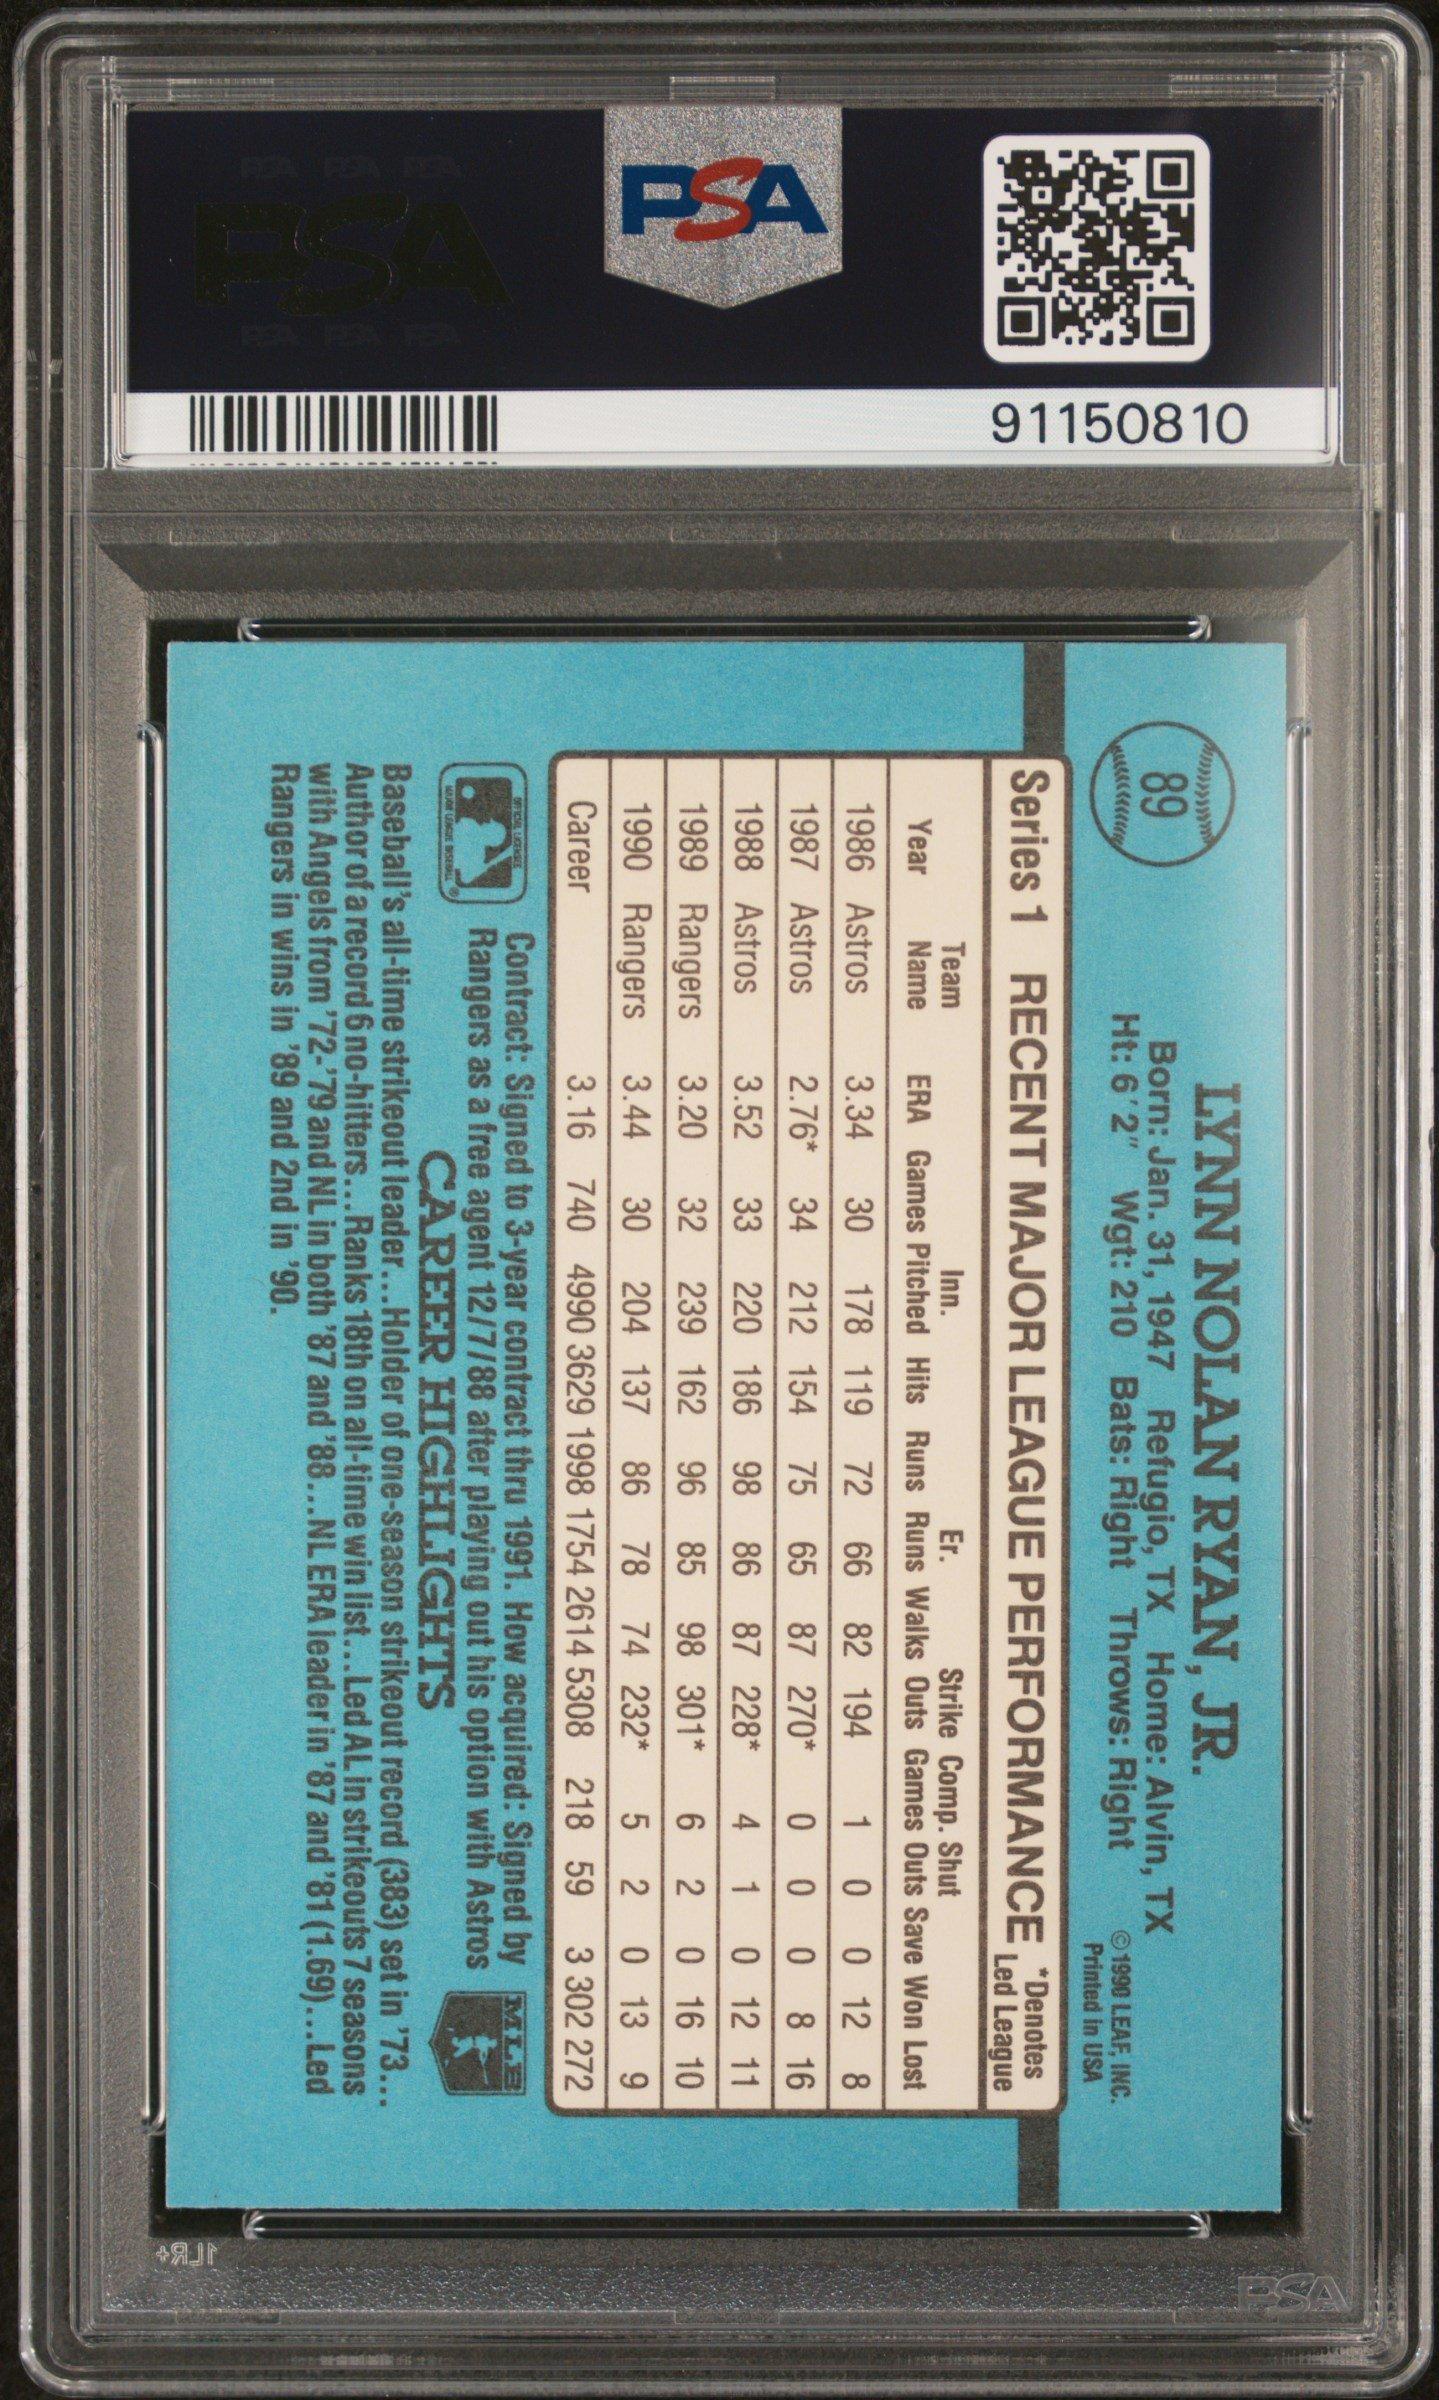 PSA PSA PSA
PSA
PSA PSA PSA
PSA
91150810
89
LYNN NOLAN RYAN, JR.
Born: Jan. 31, 1947 Refugio, TX Home: Alvin, TX
Ht: 6'2" Wgt: 210 Bats: Right Throws: Right
© 1990 LEAF, INC.
Printed in USA
Series 1 RECENT MAJOR LEAGUE PERFORMANCE *Denotes Led League
Year Team Name ERA Games Inn. Pitched Hits Runs Er. Runs Walks Strike Outs Comp. Games Shut Outs Save Won Lost
1986 Astros 3.34 30 178 119 72 66 82 194 1 0 0 12 8
1987 Astros 2.76* 34 212 154 75 65 87 270* 0 0 0 8 16
1988 Astros 3.52 33 220 186 98 86 87 228* 4 1 0 12 11
1989 Rangers 3.20 32 239 162 96 85 98 301* 6 2 0 16 10
1990 Rangers 3.44 30 204 137 86 78 74 232* 5 2 0 13 9
Career 3.16 740 4990 3629 1998 1754 2614 5308 218 59 3 302 272
OFFICIAL LICENSEE
MAJOR LEAGUE BASEBALL ®
Contract: Signed to 3-year contract thru 1991. How acquired: Signed by
Rangers as a free agent 12/7/88 after playing out his option with Astros
MLB
CAREER HIGHLIGHTS
Baseball's all-time strikeout leader...Holder of one-season strikeout record (383) set in '73...
Author of a record 6 no-hitters...Ranks 18th on all-time win list...Led AL in strikeouts 7 seasons
with Angels from '72-'79 and NL in both '87 and '88...NL ERA leader in '87 and '81 (1.69)...Led
Rangers in wins in '89 and 2nd in '90.
1LR+
PSA